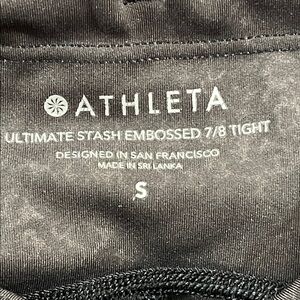 ATHLETA
ULTIMATE STASH EMBOSSED 7/8 TIGHT
DESIGNED IN SAN FRANCISCO
MADE IN SRI LANKA
S